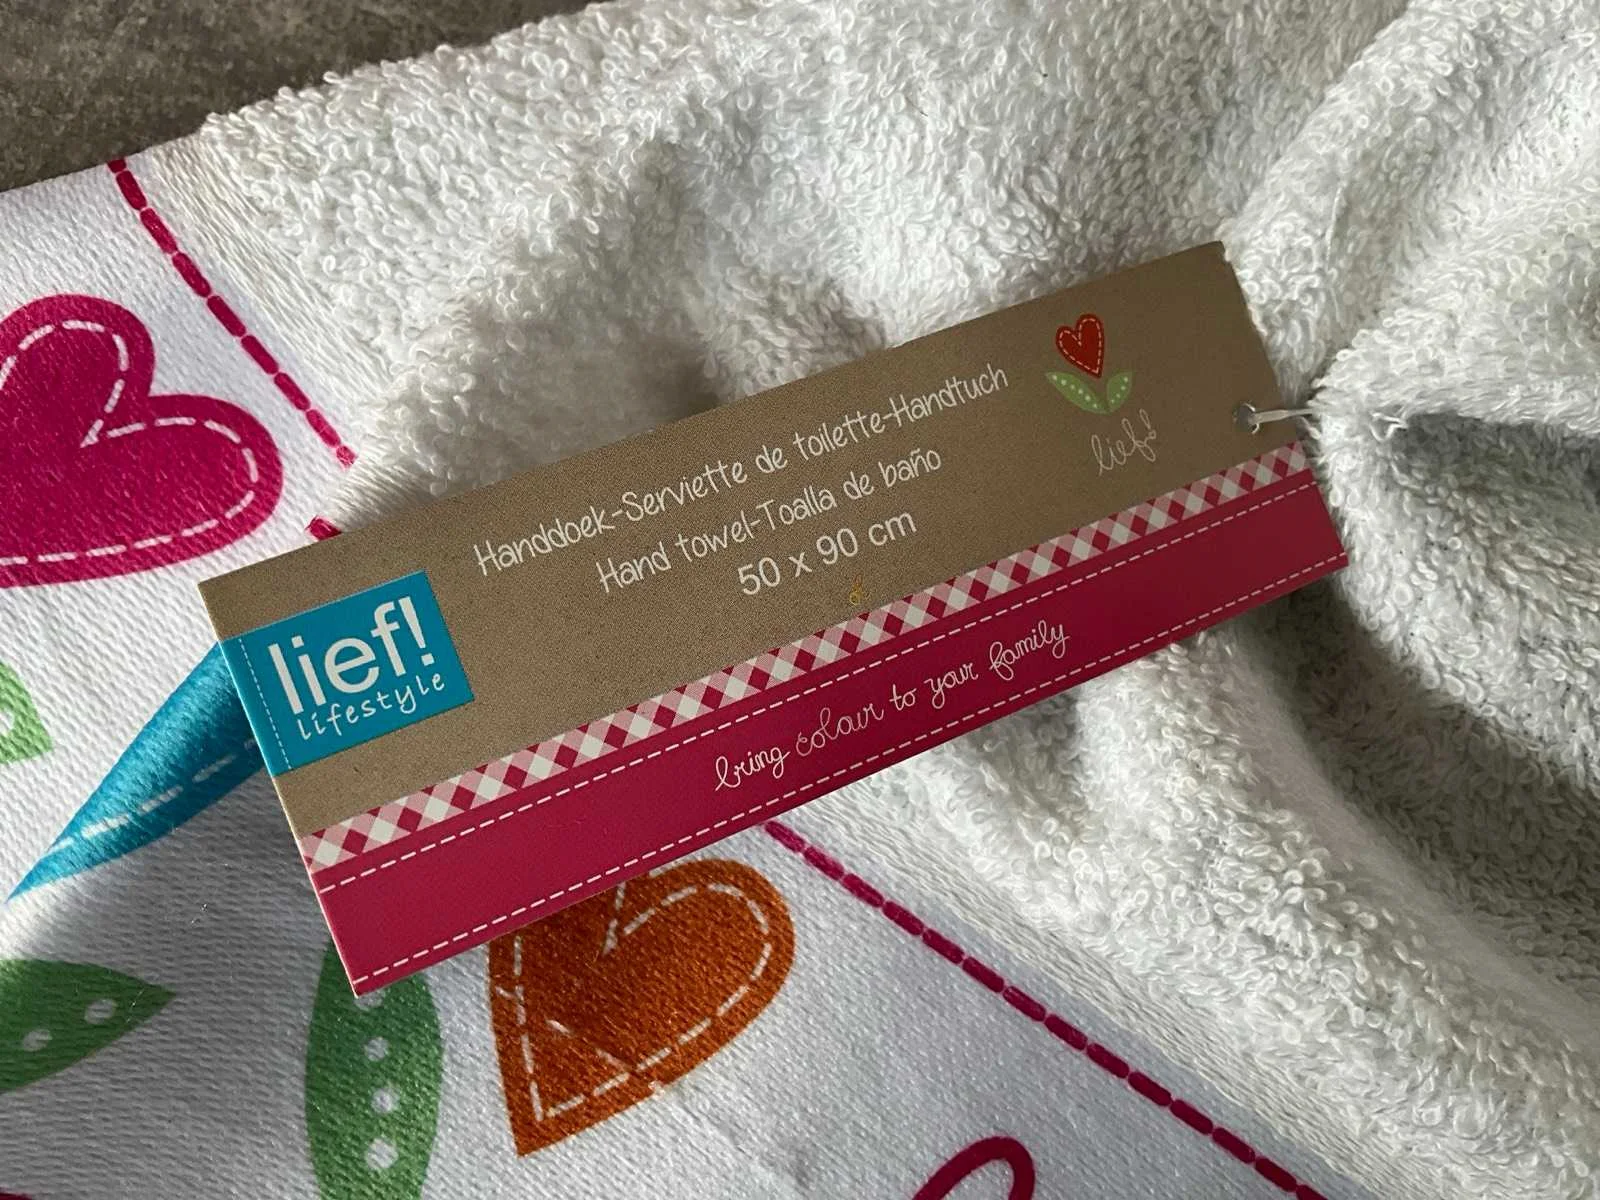 Handdoek-Serviette de toilette-Handtuch
Hand towel-Toalla de baño
50 x 90 cm
lief!
lief!
lifestyle
bring colour to your family